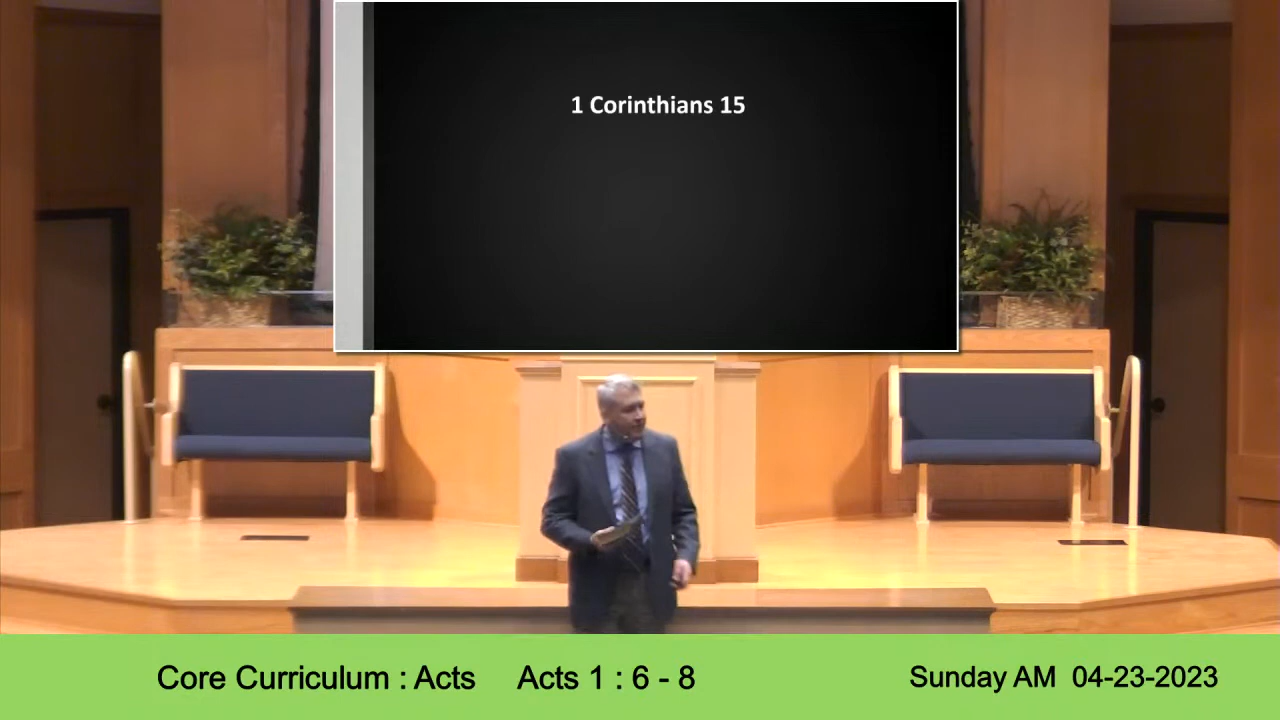 1 Corinthians 15
Core Curriculum : Acts Acts 1 : 6 - 8 Sunday AM 04-23-2023